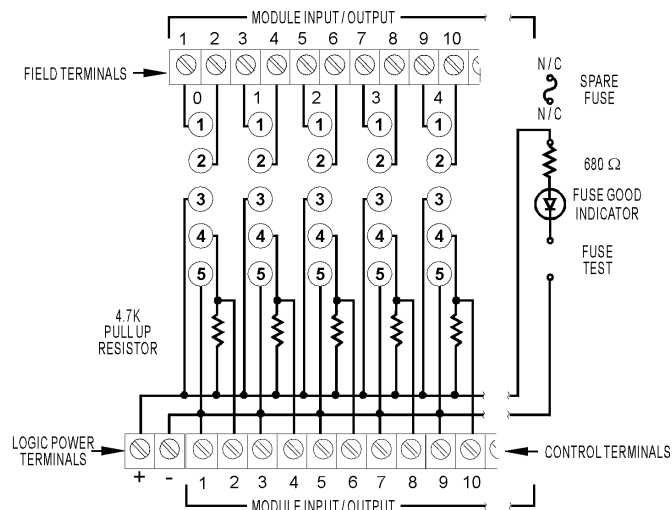 MODULE INPUT / OUTPUT
1 2 3 4 5 6 7 8 9 10
FIELD TERMINALS
N / C
SPARE
FUSE
N / C
0 1 2 3 4
1 1 1 1 1
2 2 2 2 2
680 Ω
3 3 3 3 3
FUSE GOOD
INDICATOR
4 4 4 4 4
FUSE
TEST
5 5 5 5 5
4.7K
PULL UP
RESISTOR
LOGIC POWER
TERMINALS
CONTROL TERMINALS
+ - 1 2 3 4 5 6 7 8 9 10
MODULE INPUT / OUTPUT